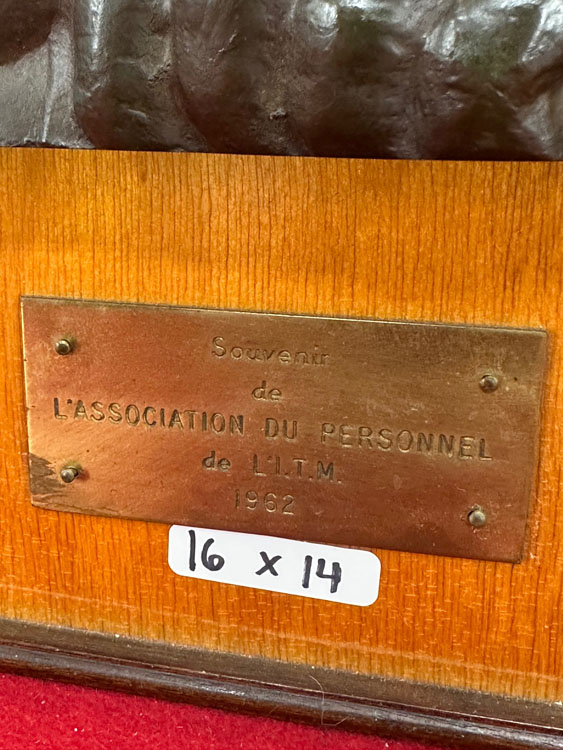 Souvenir
de
L'ASSOCIATION DU PERSONNEL
de L'I.T.M.
1962
16 x 14